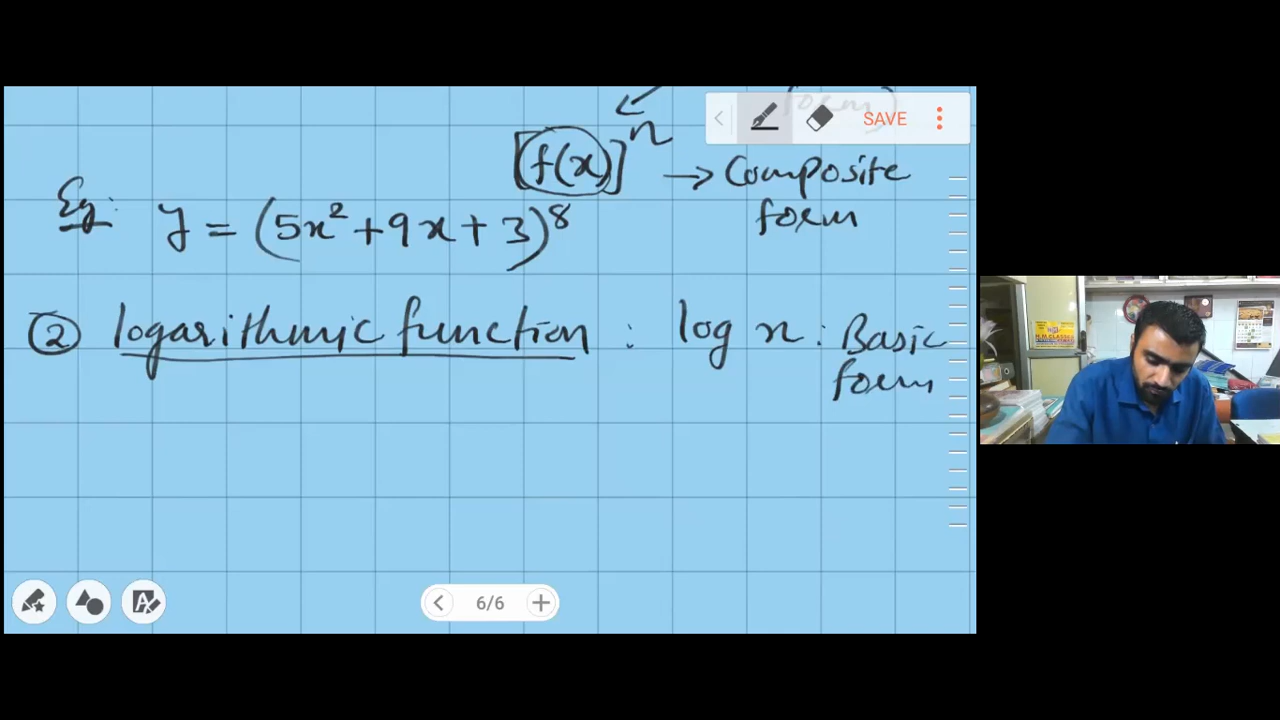 SAVE
[f(x)]ⁿ → Composite
form
Eg: y = (5x² + 9x + 3)⁸
② logarithmic function : log x : Basic
form
6/6